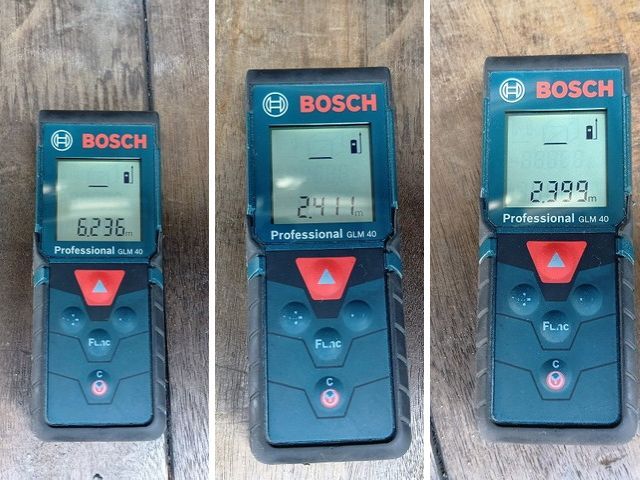 BOSCH
6.236m
Professional GLM 40
Func
C
BOSCH
2.411m
Professional GLM 40
Func
C
BOSCH
2.399m
Professional GLM 40
Func
C